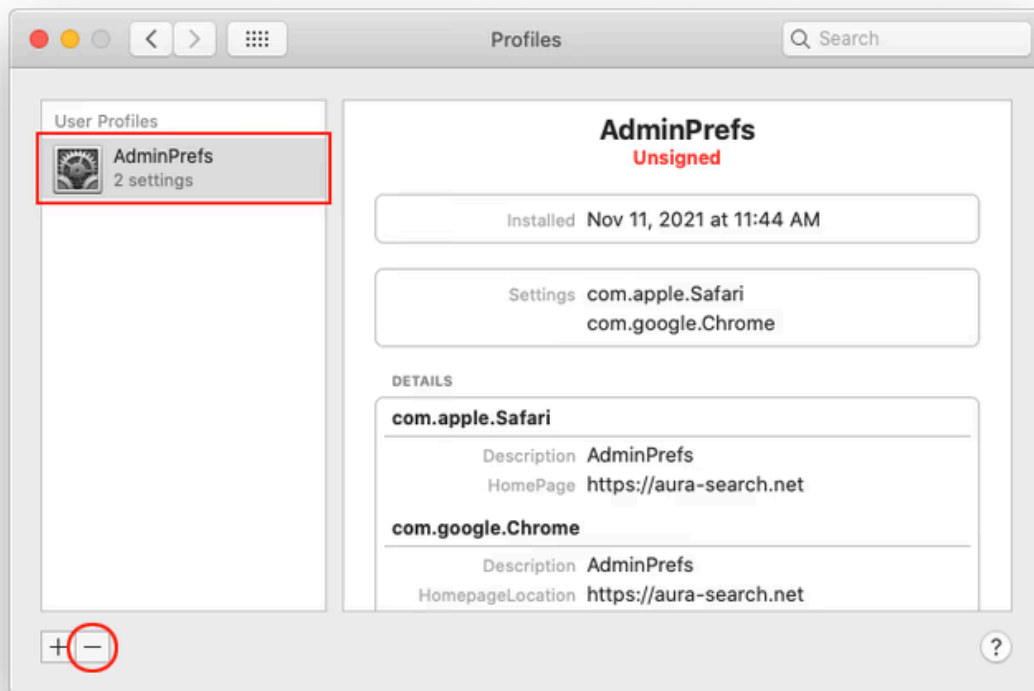 Profiles
Search
User Profiles
AdminPrefs
2 settings
AdminPrefs
Unsigned
Installed Nov 11, 2021 at 11:44 AM
Settings com.apple.Safari
com.google.Chrome
DETAILS
com.apple.Safari
Description AdminPrefs
HomePage https://aura-search.net
com.google.Chrome
Description AdminPrefs
HomepageLocation https://aura-search.net
+ −
?